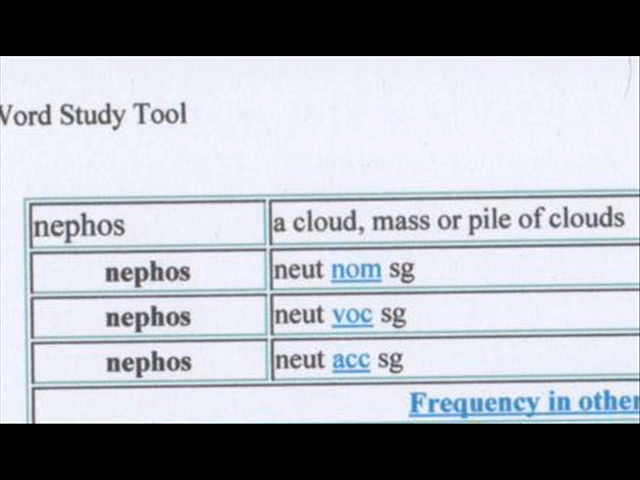 Word Study Tool
nephos a cloud, mass or pile of clouds
nephos neut nom sg
nephos neut voc sg
nephos neut acc sg
Frequency in other